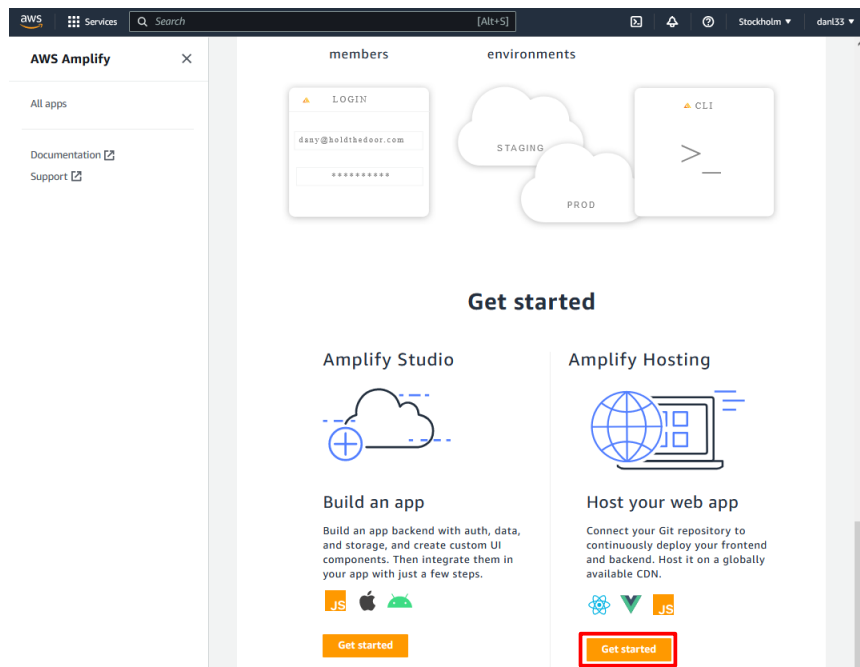 aws
Services
Search
[Alt+S]
Stockholm
danl33
AWS Amplify
All apps
Documentation
Support
members
environments
LOGIN
dany@holdthedoor.com
**********
STAGING
PROD
CLI
>_
Get started
Amplify Studio
Build an app
Build an app backend with auth, data,
and storage, and create custom UI
components. Then integrate them in
your app with just a few steps.
JS
Get started
Amplify Hosting
Host your web app
Connect your Git repository to
continuously deploy your frontend
and backend. Host it on a globally
available CDN.
JS
Get started